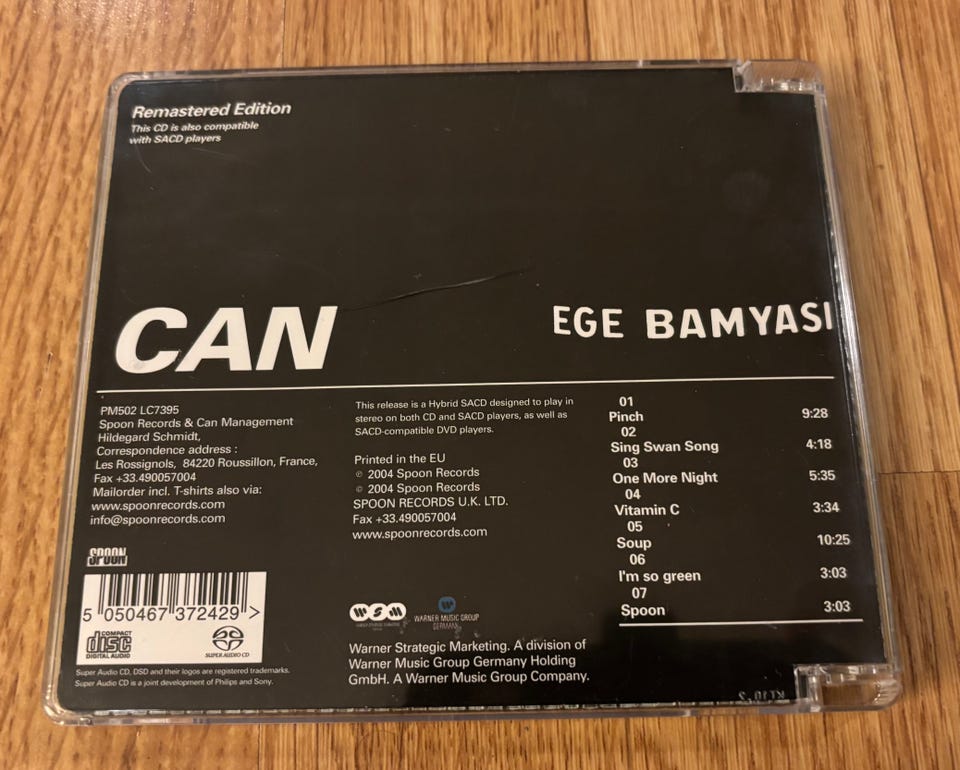 Remastered Edition
This CD is also compatible
with SACD players
CAN
EGE BAMYASI
PM502 LC7395
Spoon Records & Can Management
Hildegard Schmidt,
Correspondence address :
Les Rossignols, 84220 Roussillon, France,
Fax +33.490057004
Mailorder incl. T-shirts also via:
www.spoonrecords.com
info@spoonrecords.com
SPOON
5 050467 372429 >
COMPACT
disc
DIGITAL AUDIO
SUPER AUDIO CD
Super Audio CD, DSD and their logos are registered trademarks.
Super Audio CD is a joint development of Philips and Sony.
This release is a Hybrid SACD designed to play in
stereo on both CD and SACD players, as well as
SACD-compatible DVD players.
Printed in the EU
℗ 2004 Spoon Records
© 2004 Spoon Records
SPOON RECORDS U.K. LTD.
Fax +33.490057004
www.spoonrecords.com
wsm
WARNER MUSIC GROUP
GERMANY
Warner Strategic Marketing. A division of
Warner Music Group Germany Holding
GmbH. A Warner Music Group Company.
01
Pinch 9:28
02
Sing Swan Song 4:18
03
One More Night 5:35
04
Vitamin C 3:34
05
Soup 10:25
06
I'm so green 3:03
07
Spoon 3:03